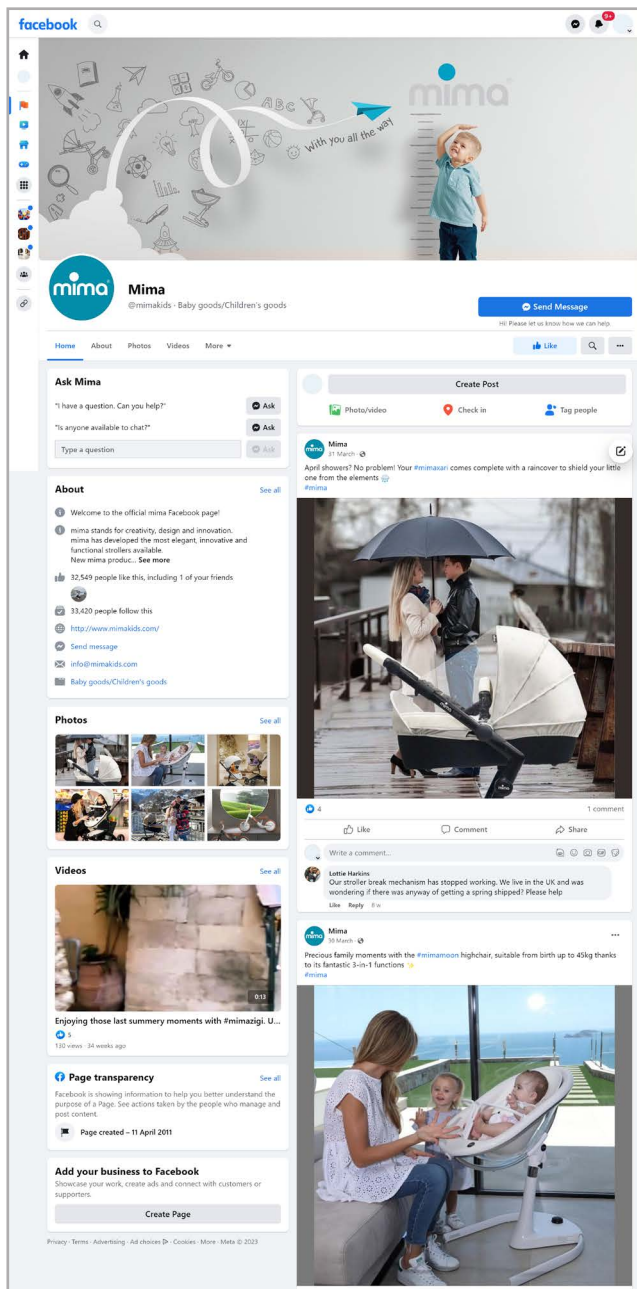 facebook
9+
ABC
With you all the way
mima
mima
Mima
@mimakids · Baby goods/Children's goods
Send Message
Hi! Please let us know how we can help.
Home About Photos Videos More
Like
Ask Mima
"I have a question. Can you help?"
Ask
"Is anyone available to chat?"
Ask
Type a question
Ask
About
See all
Welcome to the official mima Facebook page!
mima stands for creativity, design and innovation.
mima has developed the most elegant, innovative and
functional strollers available.
New mima produc... See more
32,549 people like this, including 1 of your friends
33,420 people follow this
http://www.mimakids.com/
Send message
info@mimakids.com
Baby goods/Children's goods
Photos
See all
Videos
See all
0:13
Enjoying those last summery moments with #mimazigi. U...
5
130 views · 34 weeks ago
Page transparency
See all
Facebook is showing information to help you better understand the
purpose of a Page. See actions taken by the people who manage and
post content.
Page created – 11 April 2011
Add your business to Facebook
Showcase your work, create ads and connect with customers or
supporters.
Create Page
Privacy · Terms · Advertising · Ad choices · Cookies · More · Meta © 2023
Create Post
Photo/video
Check in
Tag people
mima
Mima
31 March
April showers? No problem! Your #mimaxari comes complete with a raincover to shield your little
one from the elements
#mima
mima
4
1 comment
Like
Comment
Share
Write a comment...
GIF
Lottie Harkins
Our stroller break mechanism has stopped working. We live in the UK and was
wondering if there was anyway of getting a spring shipped? Please help
Like Reply 8 w
mima
Mima
30 March
Precious family moments with the #mimamoon highchair, suitable from birth up to 45kg thanks
to its fantastic 3-in-1 functions
#mima